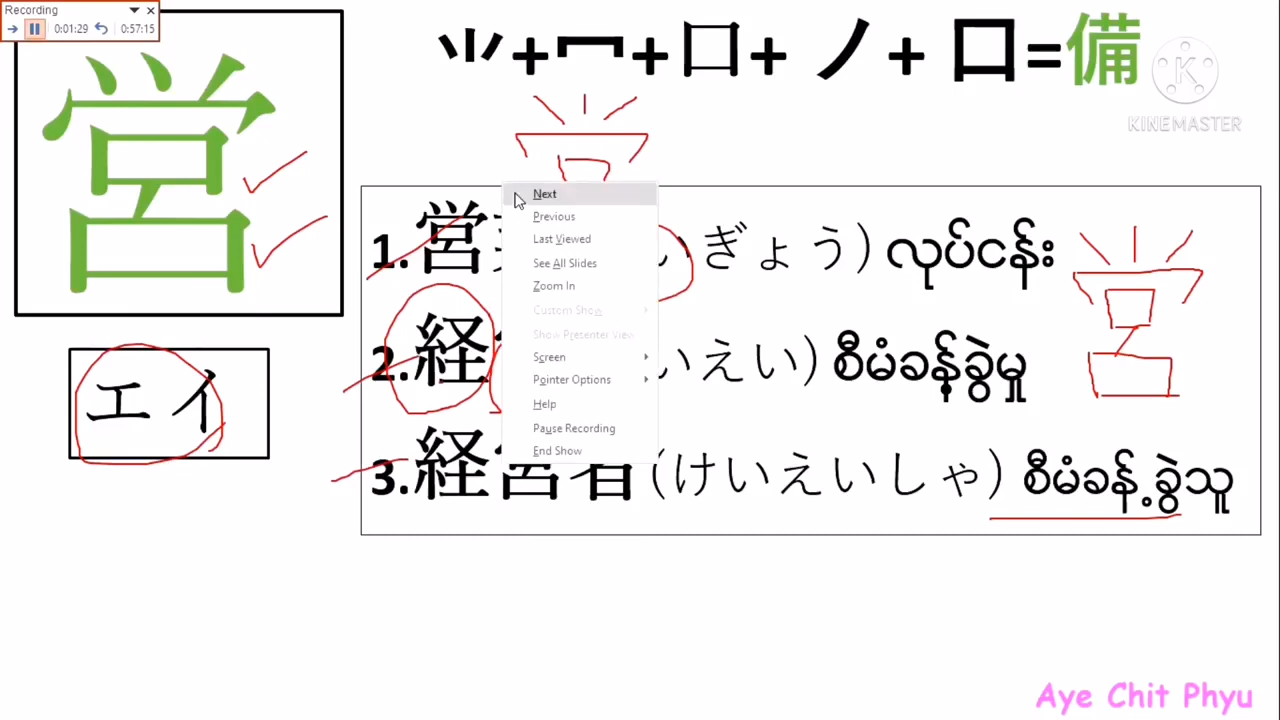 Recording
0:01:29 0:57:15
営
⺌+冖+口+ノ+口=備
KINEMASTER
Next
Previous
Last Viewed
See All Slides
Zoom In
Custom Show
Show Presenter View
Screen
Pointer Options
Help
Pause Recording
End Show
1.営 ぎょう) လုပ်ငန်း
2.経 いえい) စီမံခန့်ခွဲမှု
エイ
3.経営者(けいえいしゃ) စီမံခန့်ခွဲသူ
Aye Chit Phyu